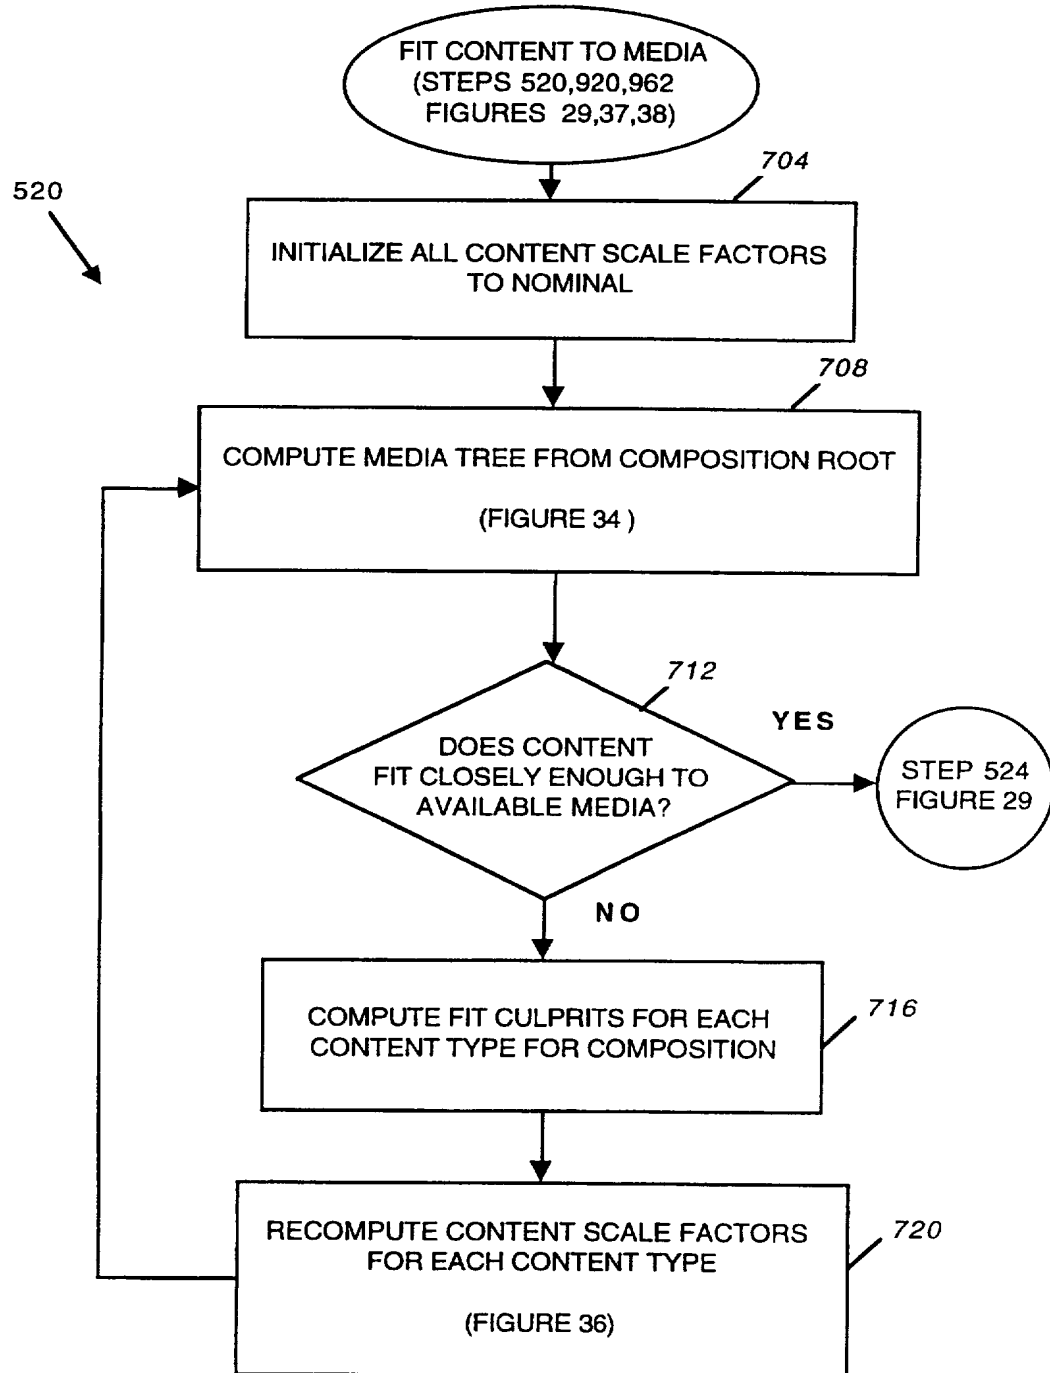 FIT CONTENT TO MEDIA
(STEPS 520,920,962
FIGURES 29,37,38)
704
520
INITIALIZE ALL CONTENT SCALE FACTORS
TO NOMINAL
708
COMPUTE MEDIA TREE FROM COMPOSITION ROOT
(FIGURE 34 )
712
YES
DOES CONTENT
FIT CLOSELY ENOUGH TO
AVAILABLE MEDIA?
STEP 524
FIGURE 29
NO
COMPUTE FIT CULPRITS FOR EACH
CONTENT TYPE FOR COMPOSITION
716
RECOMPUTE CONTENT SCALE FACTORS
FOR EACH CONTENT TYPE
720
(FIGURE 36)